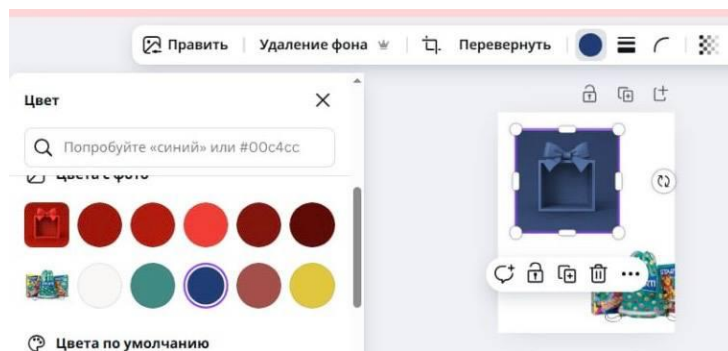 Править Удаление фона Перевернуть
Цвет
Попробуйте «синий» или #00c4cc
Цвета с фото
Цвета по умолчанию